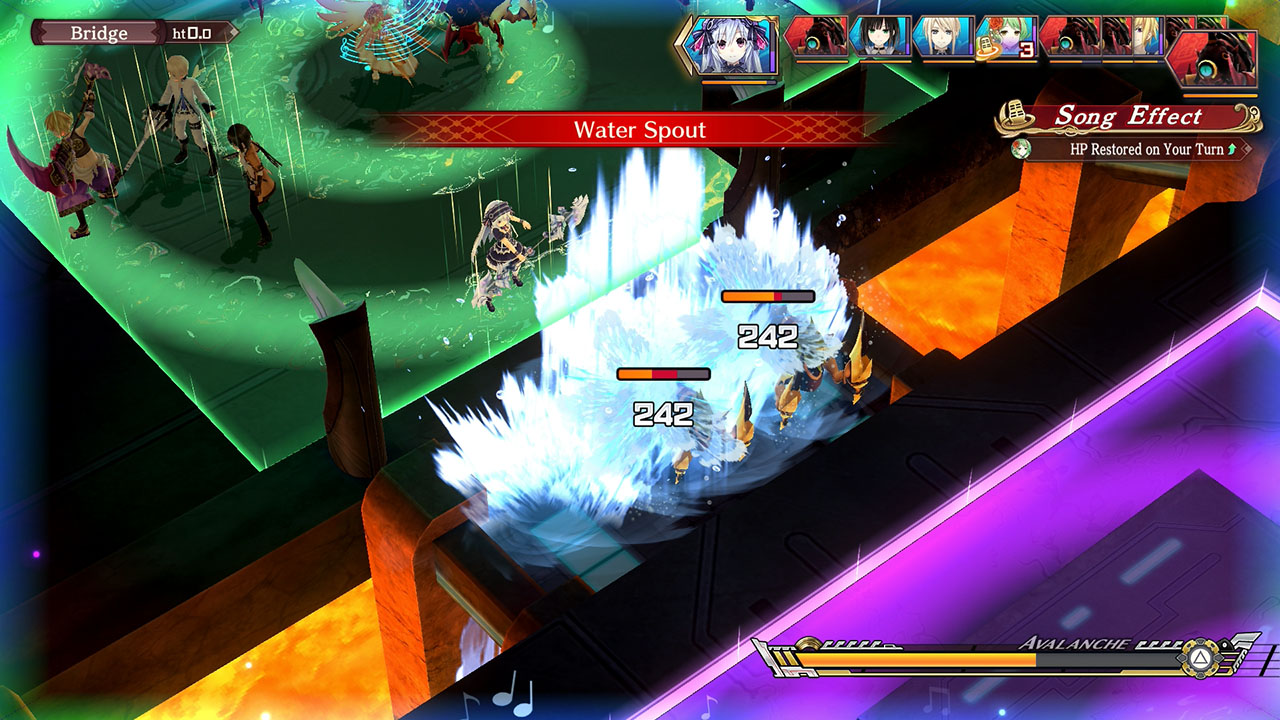 Bridge ht0.0
3
Water Spout
Song Effect
HP Restored on Your Turn
242
242
AVALANCHE